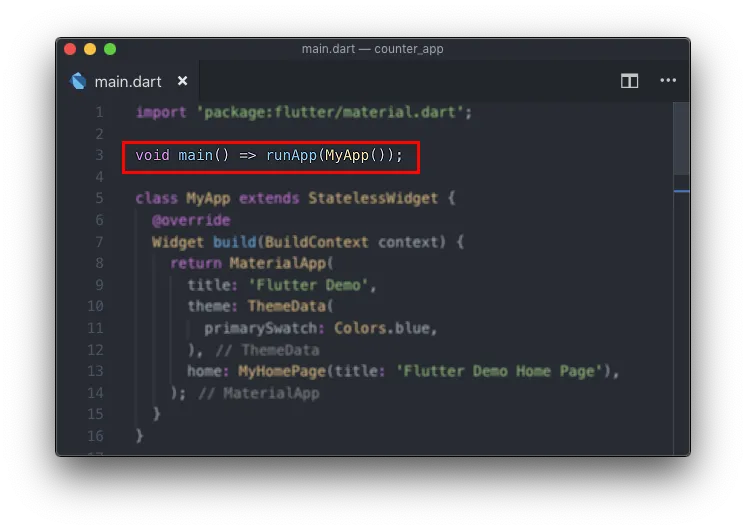 main.dart — counter_app
main.dart ×
1 import 'package:flutter/material.dart';
2
3 void main() => runApp(MyApp());
4
5 class MyApp extends StatelessWidget {
6 @override
7 Widget build(BuildContext context) {
8 return MaterialApp(
9 title: 'Flutter Demo',
10 theme: ThemeData(
11 primarySwatch: Colors.blue,
12 ), // ThemeData
13 home: MyHomePage(title: 'Flutter Demo Home Page'),
14 ); // MaterialApp
15 }
16 }